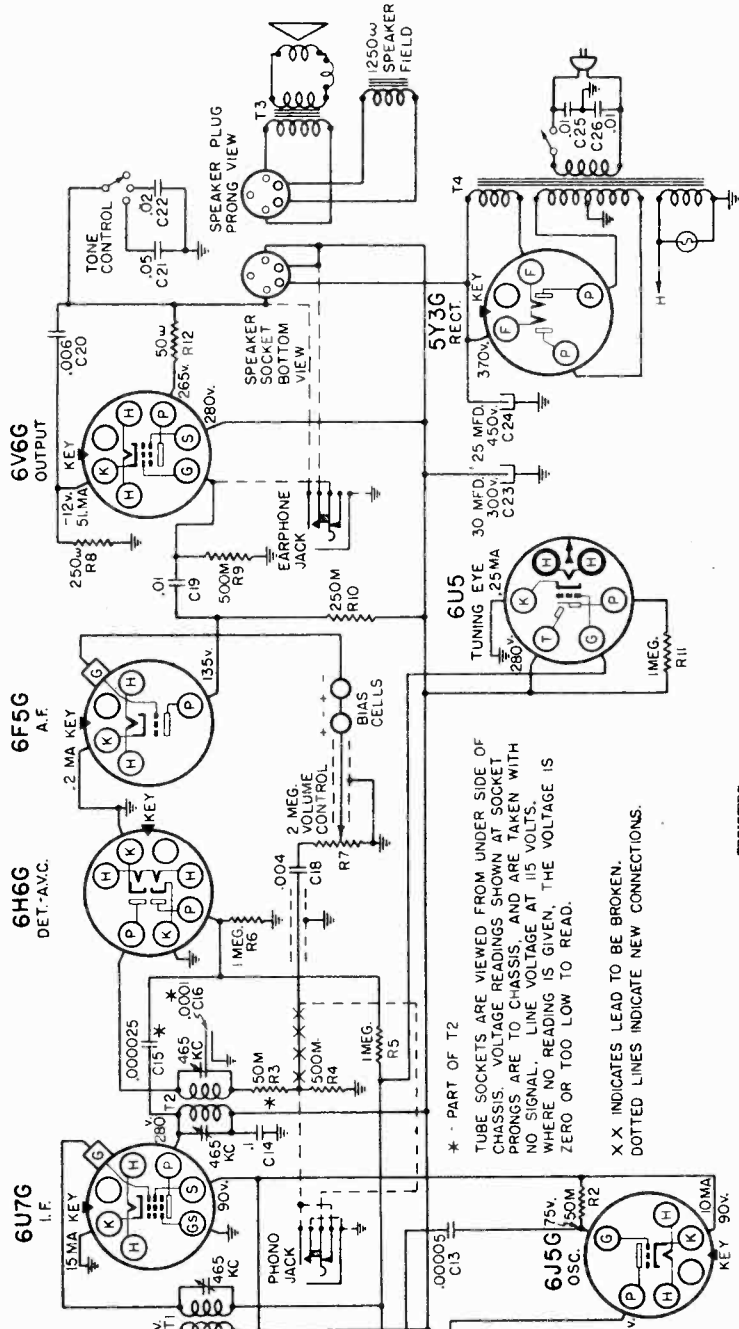 1250ω
SPEAKER
FIELD
T3
SPEAKER PLUG
PRONG VIEW
.01
C25
C26
.01
T4
TONE
CONTROL
.02
C22
.05
C21
SPEAKER
SOCKET
BOTTOM
VIEW
5Y3G
RECT.
KEY
F
F
P
P
370v.
H
.006
C20
50ω
R12
265v.
280v.
6V6G
OUTPUT
KEY
-12v.
51.MA
K
H
H
P
S
G
250ω
R8
25 MFD.
450v.
C24
30 MFD.
300v.
C23
EARPHONE
JACK
.01
C19
500M
R9
250M
R10
6U5
TUNING EYE
.25MA
280v.
K
H
H
T
G
P
1MEG.
R11
6F5G
A.F.
.2 MA
KEY
G
K
H
H
P
135v.
- -
+ +
BIAS
CELLS
2 MEG.
VOLUME
CONTROL
R7
.004
C18
6H6G
DET.-A.V.C.
KEY
H
K
H
P
K
P
1MEG.
R6
.000025
C15
*
.0001
C16
*
465
KC
T2
50M
R3
*
500M
R4
1MEG.
R5
280
v.
465
KC
.1
C14
6U7G
I.F.
15 MA
KEY
G
K
H
H
P
S
GS
90v.
465
KC
T1
v.
PHONO
JACK
.00005
C13
6J5G
OSC.
75v.
50M
R2
G
H
K
P
H
KEY
10MA
90v.
v.
* - PART OF T2
TUBE SOCKETS ARE VIEWED FROM UNDER SIDE OF
CHASSIS. VOLTAGE READINGS SHOWN AT SOCKET
PRONGS ARE TO CHASSIS, AND ARE TAKEN WITH
NO SIGNAL. LINE VOLTAGE AT 115 VOLTS.
WHERE NO READING IS GIVEN, THE VOLTAGE IS
ZERO OR TOO LOW TO READ.
X X INDICATES LEAD TO BE BROKEN.
DOTTED LINES INDICATE NEW CONNECTIONS.